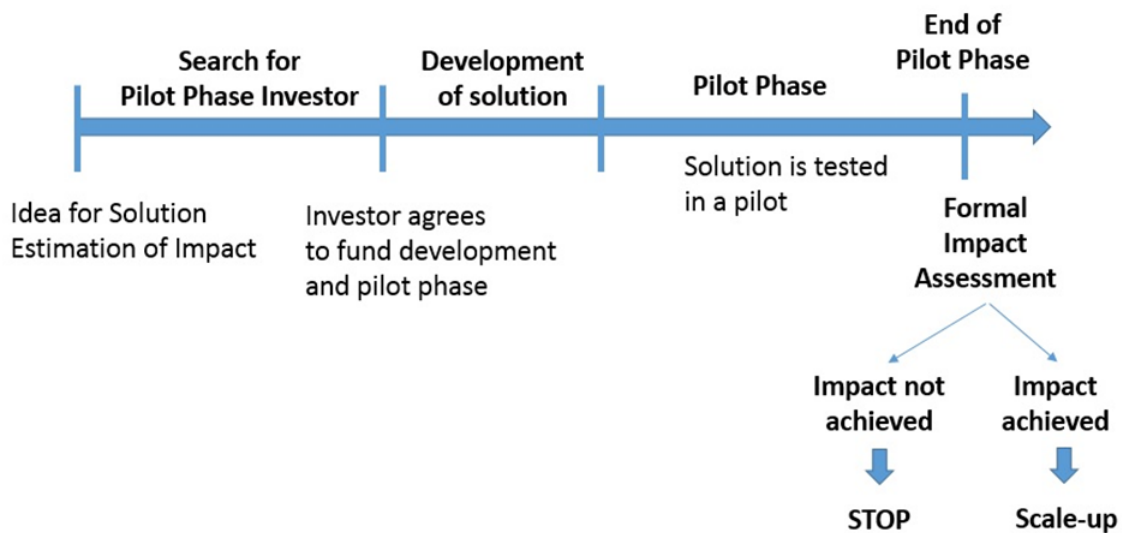 Search for
Pilot Phase Investor
Development
of solution
Pilot Phase
End of
Pilot Phase
Idea for Solution
Estimation of Impact
Investor agrees
to fund development
and pilot phase
Solution is tested
in a pilot
Formal
Impact
Assessment
Impact not
achieved
Impact
achieved
STOP
Scale-up